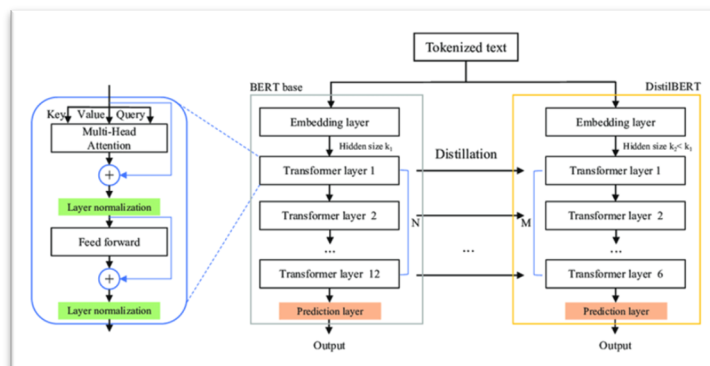 Tokenized text
BERT base
DistilBERT
Key Value Query
Multi-Head
Attention
+
Layer normalization
Feed forward
+
Layer normalization
Embedding layer
Hidden size k₁
Transformer layer 1
Transformer layer 2
...
Transformer layer 12
N
Prediction layer
Output
Distillation
...
Embedding layer
Hidden size k₂< k₁
Transformer layer 1
Transformer layer 2
...
Transformer layer 6
M
Prediction layer
Output